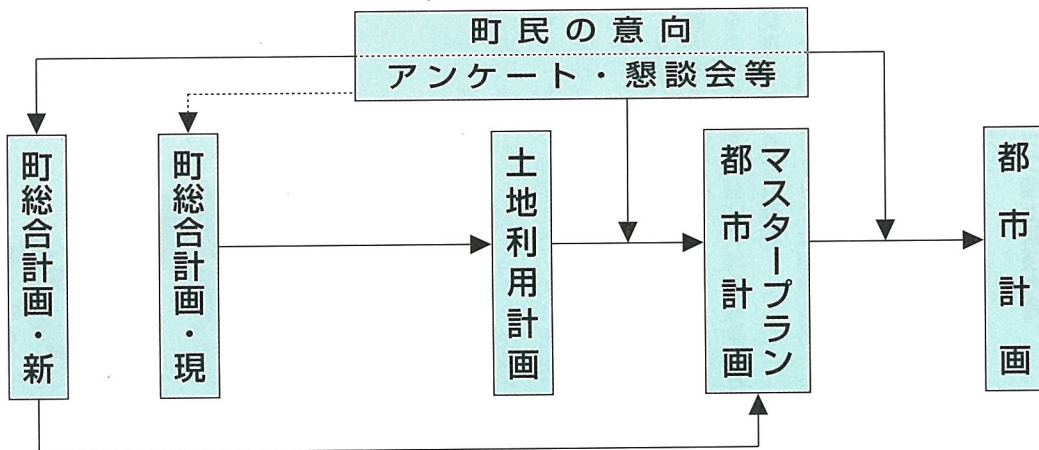 町民の意向
アンケート・懇談会等
町総合計画・新
町総合計画・現
土地利用計画
都市計画
マスタープラン
都市計画